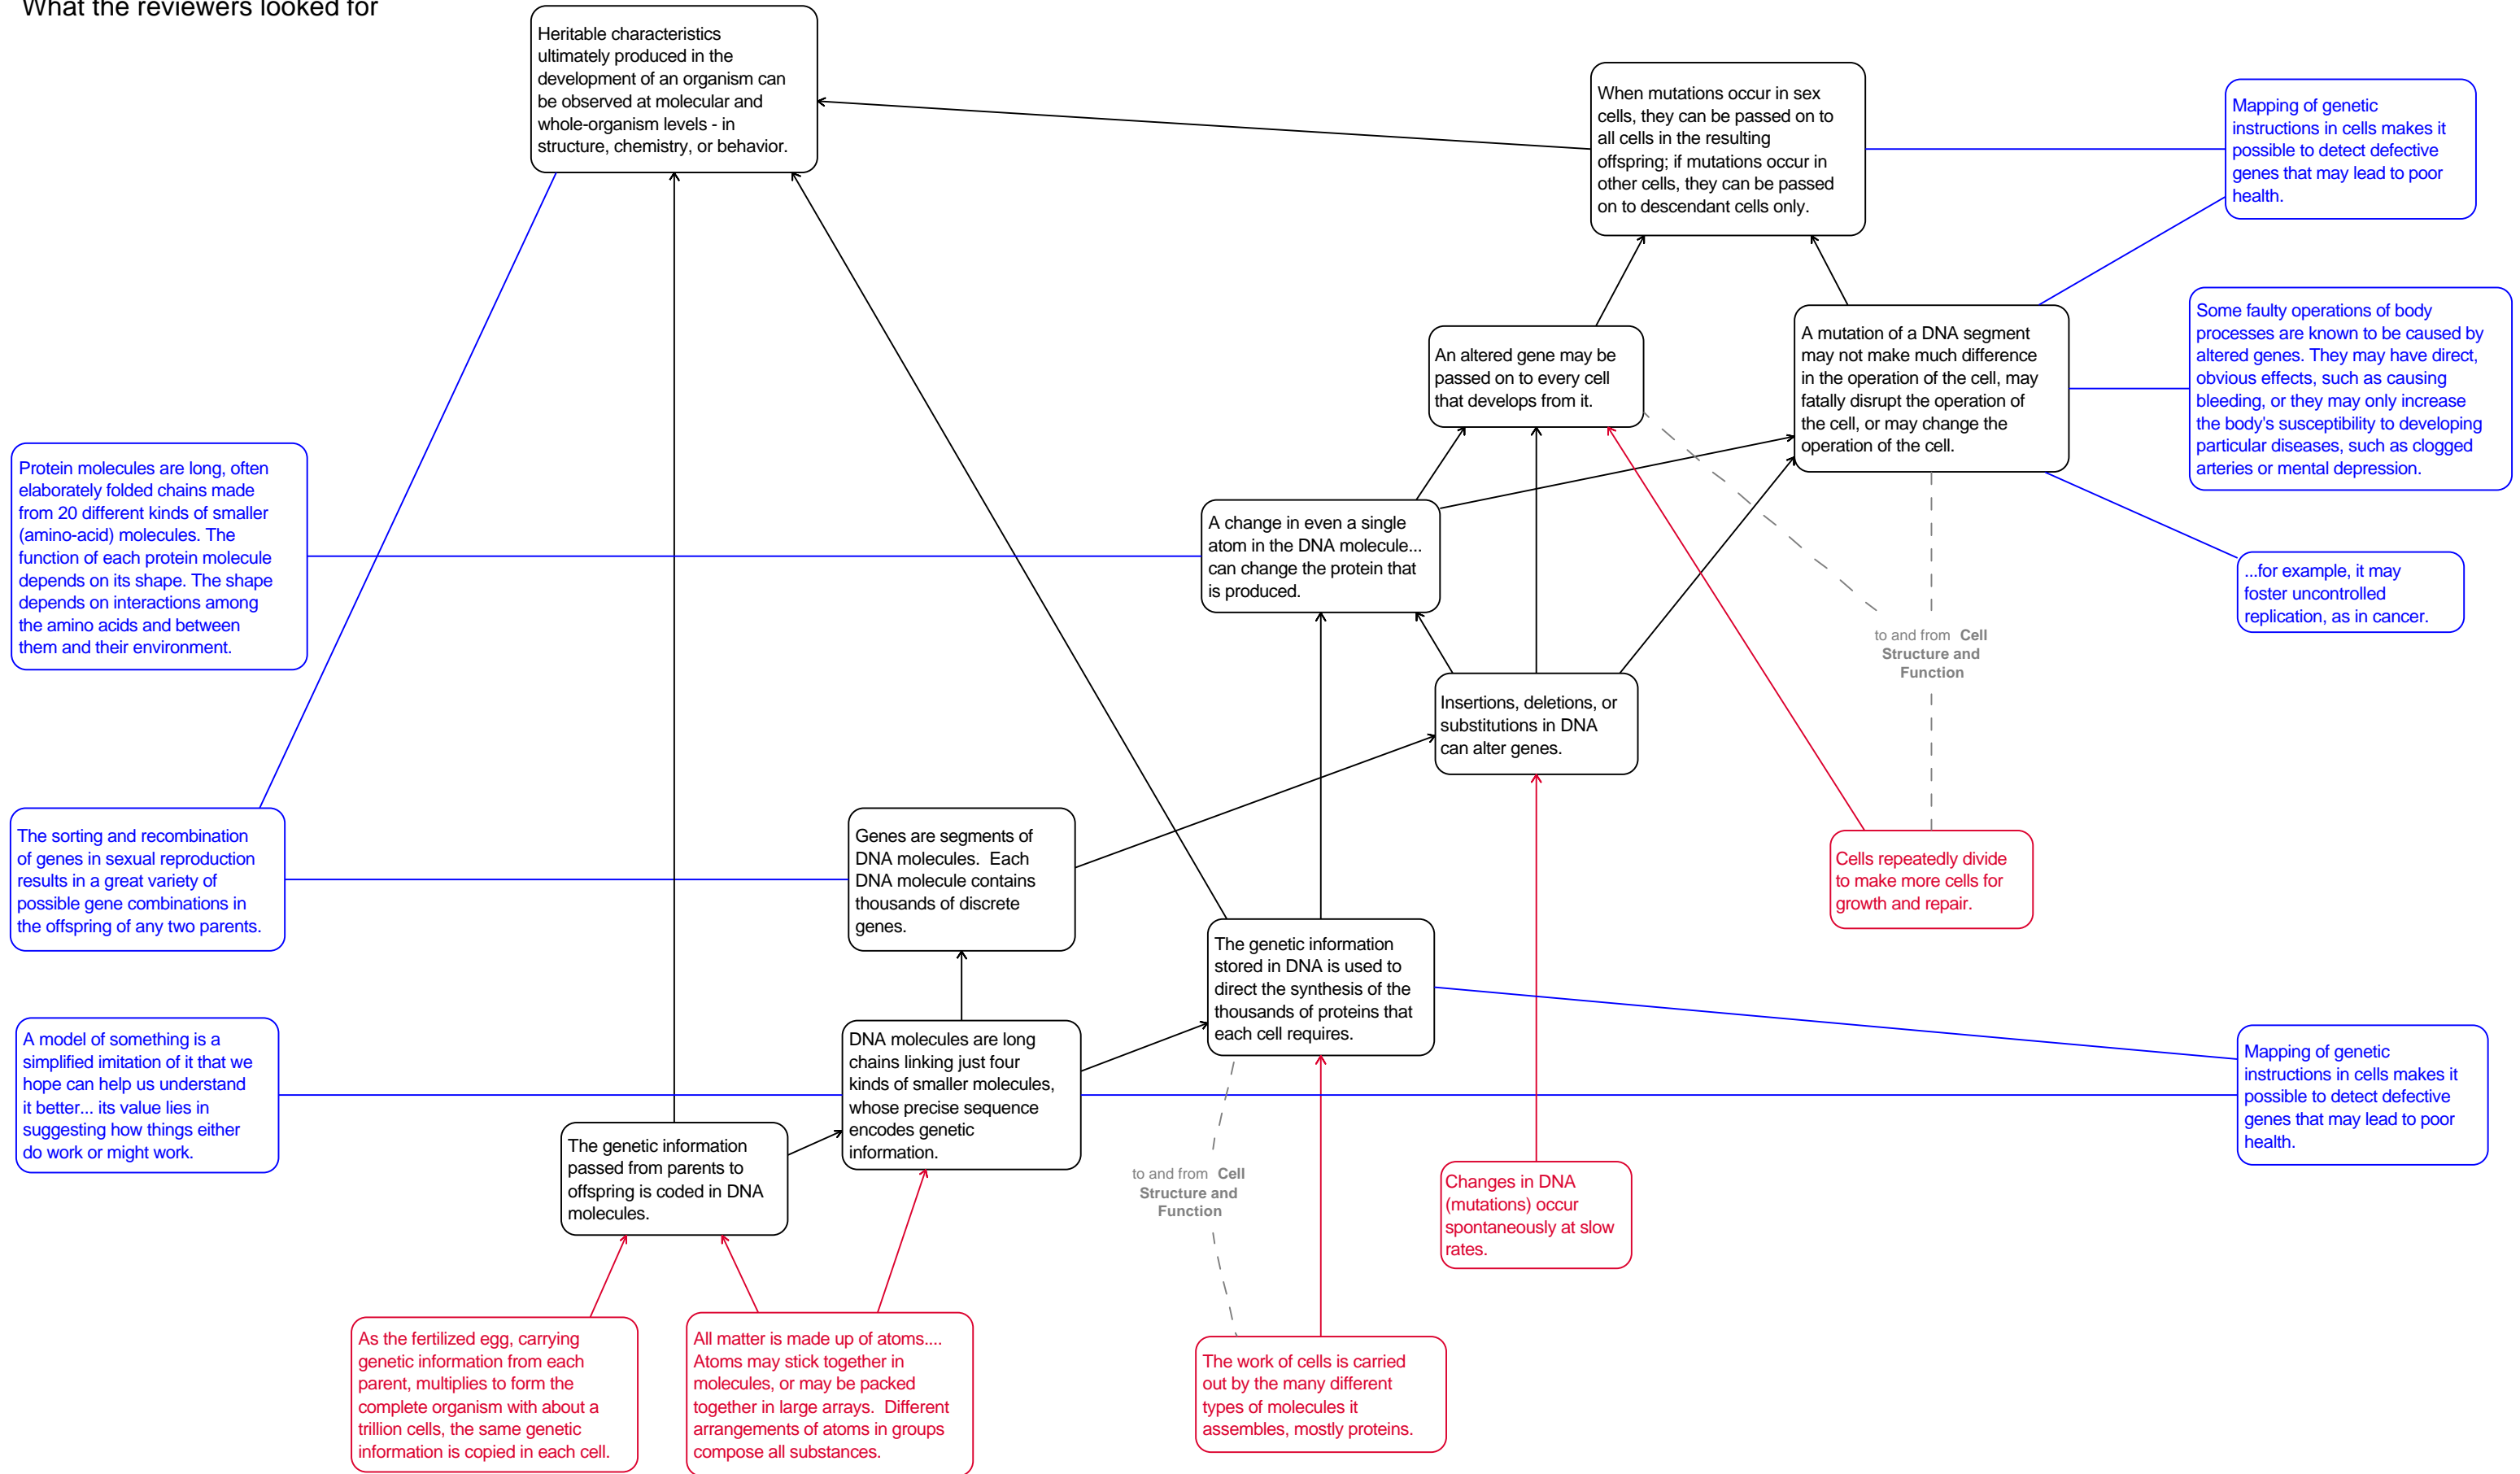 What the reviewers looked for
Heritable characteristics
ultimately produced in the
development of an organism can
be observed at molecular and
whole-organism levels - in
structure, chemistry, or behavior.
When mutations occur in sex
cells, they can be passed on to
all cells in the resulting
offspring; if mutations occur in
other cells, they can be passed
on to descendant cells only.
Mapping of genetic
instructions in cells makes it
possible to detect defective
genes that may lead to poor
health.
An altered gene may be
passed on to every cell
that develops from it.
A mutation of a DNA segment
may not make much difference
in the operation of the cell, may
fatally disrupt the operation of
the cell, or may change the
operation of the cell.
Some faulty operations of body
processes are known to be caused by
altered genes. They may have direct,
obvious effects, such as causing
bleeding, or they may only increase
the body's susceptibility to developing
particular diseases, such as clogged
arteries or mental depression.
Protein molecules are long, often
elaborately folded chains made
from 20 different kinds of smaller
(amino-acid) molecules. The
function of each protein molecule
depends on its shape. The shape
depends on interactions among
the amino acids and between
them and their environment.
A change in even a single
atom in the DNA molecule...
can change the protein that
is produced.
...for example, it may
foster uncontrolled
replication, as in cancer.
to and from Cell
Structure and
Function
Insertions, deletions, or
substitutions in DNA
can alter genes.
The sorting and recombination
of genes in sexual reproduction
results in a great variety of
possible gene combinations in
the offspring of any two parents.
Genes are segments of
DNA molecules. Each
DNA molecule contains
thousands of discrete
genes.
Cells repeatedly divide
to make more cells for
growth and repair.
The genetic information
stored in DNA is used to
direct the synthesis of the
thousands of proteins that
each cell requires.
A model of something is a
simplified imitation of it that we
hope can help us understand
it better... its value lies in
suggesting how things either
do work or might work.
DNA molecules are long
chains linking just four
kinds of smaller molecules,
whose precise sequence
encodes genetic
information.
Mapping of genetic
instructions in cells makes it
possible to detect defective
genes that may lead to poor
health.
The genetic information
passed from parents to
offspring is coded in DNA
molecules.
to and from Cell
Structure and
Function
Changes in DNA
(mutations) occur
spontaneously at slow
rates.
As the fertilized egg, carrying
genetic information from each
parent, multiplies to form the
complete organism with about a
trillion cells, the same genetic
information is copied in each cell.
All matter is made up of atoms....
Atoms may stick together in
molecules, or may be packed
together in large arrays. Different
arrangements of atoms in groups
compose all substances.
The work of cells is carried
out by the many different
types of molecules it
assembles, mostly proteins.